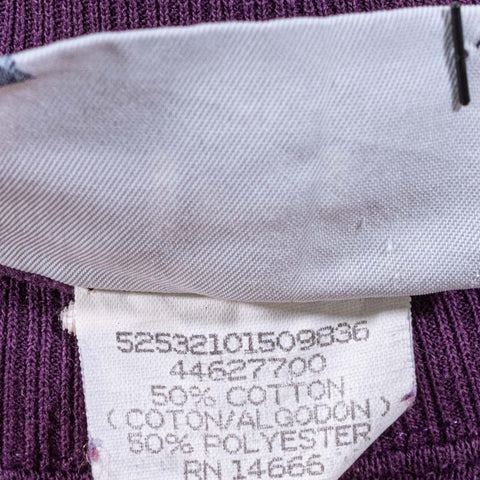 52532101509836
44627700
50% COTTON
(COTON/ALGODON)
50% POLYESTER
RN 14666